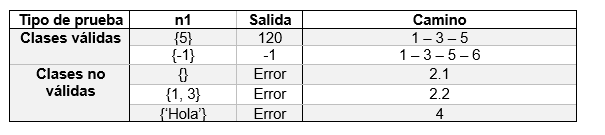 Tipo de prueba n1 Salida Camino
Clases válidas {5} 120 1 – 3 – 5
{-1} -1 1 – 3 – 5 – 6
Clases no válidas {} Error 2.1
{1, 3} Error 2.2
{‘Hola’} Error 4